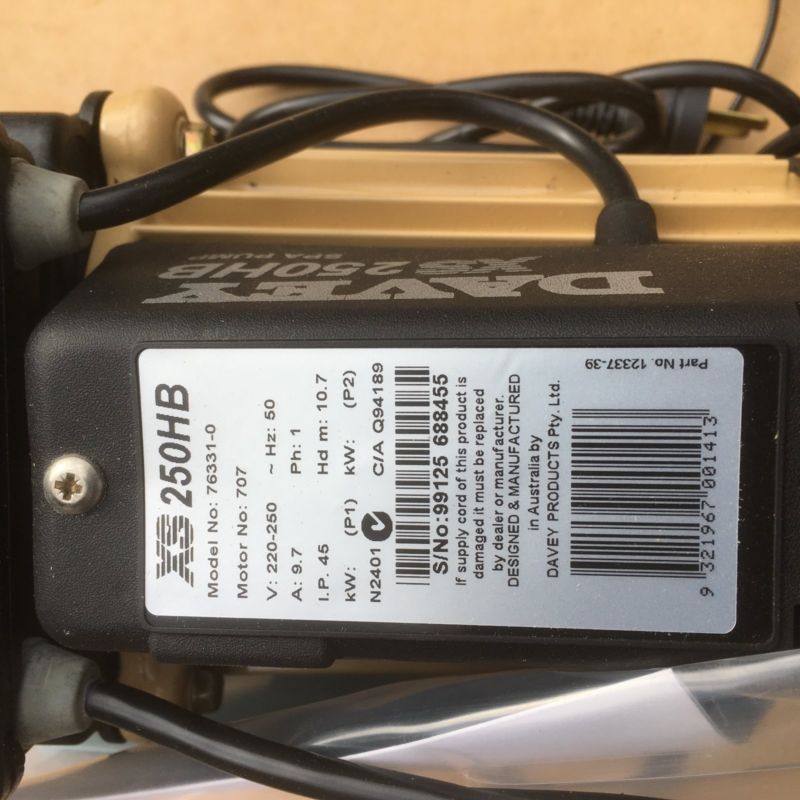 DAVEY
XS 250HB
SPA PUMP
XS 250HB
Model No: 76331-0
Motor No: 707
V: 220-250 ~ Hz: 50
A: 9.7 Ph: 1
I.P. 45 Hd m: 10.7
kW: (P1) kW: (P2)
N2401 C/A Q94189
S/No:99125 688455
If supply cord of this product is
damaged it must be replaced
by dealer or manufacturer.
DESIGNED & MANUFACTURED
in Australia by
DAVEY PRODUCTS Pty. Ltd.
9 321967 001413
Part No. 12337-39